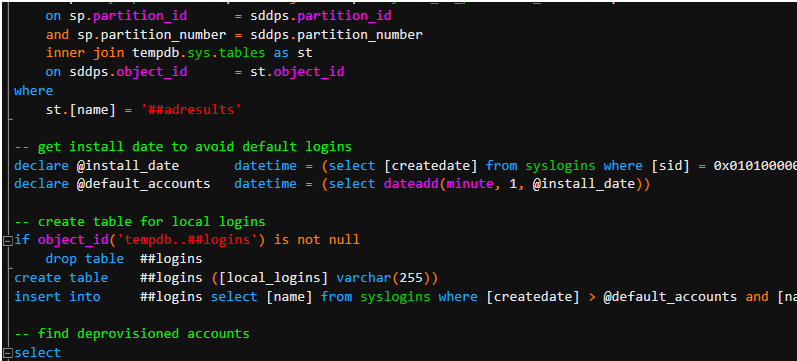 on sp.partition_id = sddps.partition_id
and sp.partition_number = sddps.partition_number
inner join tempdb.sys.tables as st
on sddps.object_id = st.object_id
where
st.[name] = '##adresults'
-- get install date to avoid default logins
declare @install_date datetime = (select [createdate] from syslogins where [sid] = 0x010100000
declare @default_accounts datetime = (select dateadd(minute, 1, @install_date))
-- create table for local logins
if object_id('tempdb..##logins') is not null
drop table ##logins
create table ##logins ([local_logins] varchar(255))
insert into ##logins select [name] from syslogins where [createdate] > @default_accounts and [na
-- find deprovisioned accounts
select